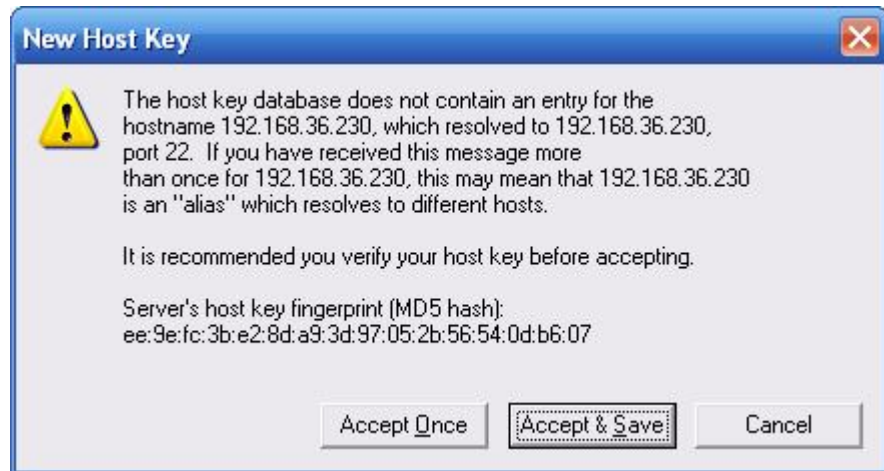 New Host Key
The host key database does not contain an entry for the
hostname 192.168.36.230, which resolved to 192.168.36.230,
port 22.  If you have received this message more
than once for 192.168.36.230, this may mean that 192.168.36.230
is an "alias" which resolves to different hosts.
It is recommended you verify your host key before accepting.
Server's host key fingerprint (MD5 hash):
ee:9e:fc:3b:e2:8d:a9:3d:97:05:2b:56:54:0d:b6:07
Accept Once
Accept & Save
Cancel